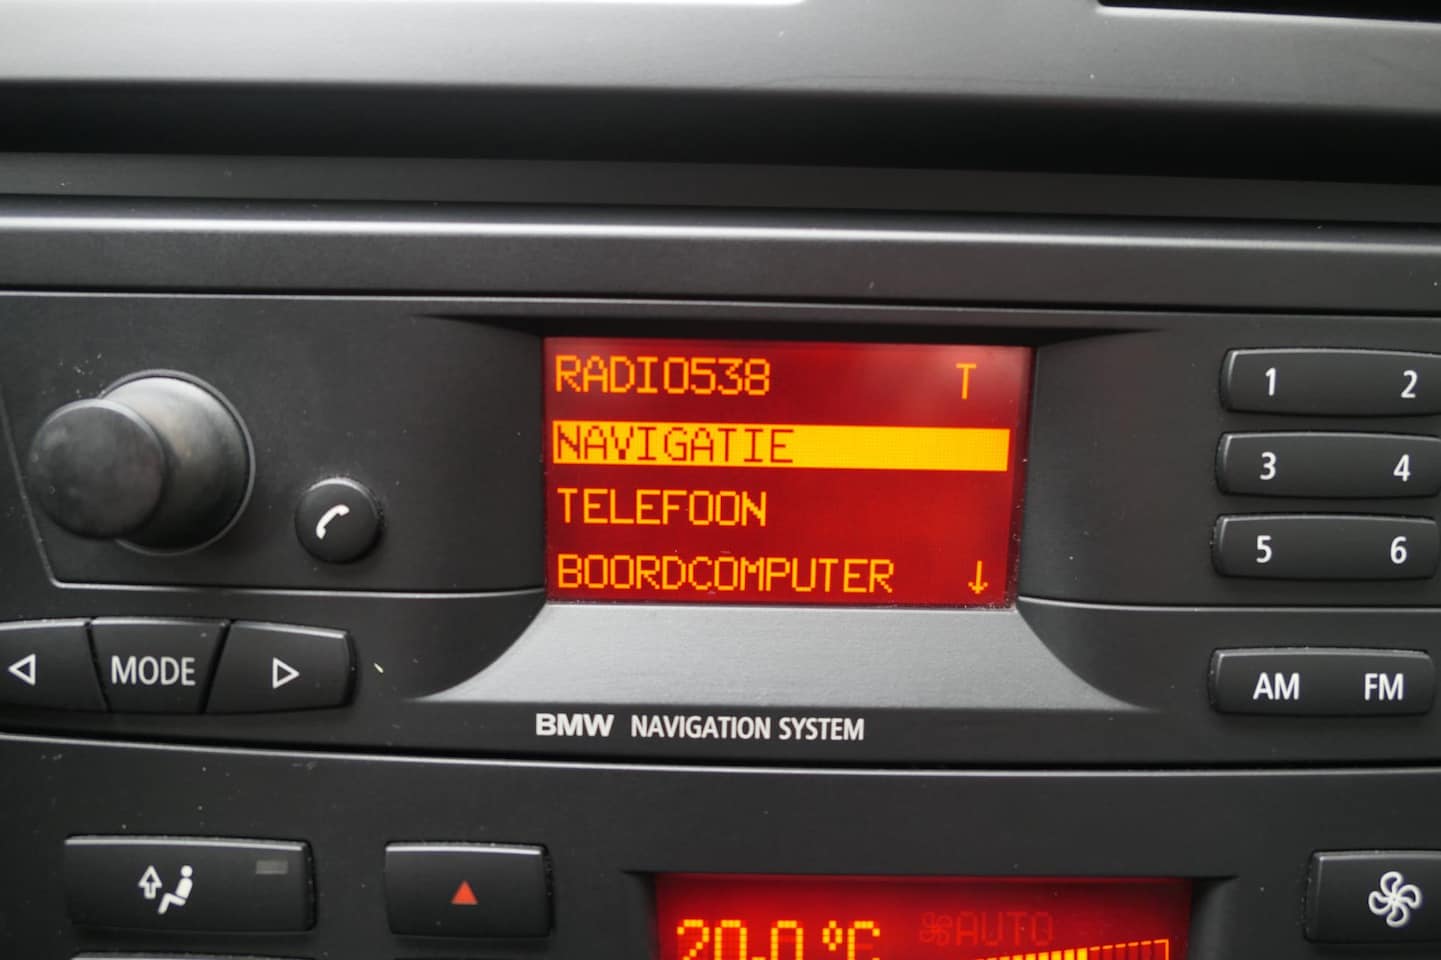 RADIO538 T
NAVIGATIE
TELEFOON
BOORDCOMPUTER ↓
1 2
3 4
5 6
MODE
AM FM
BMW NAVIGATION SYSTEM
20.0 °C AUTO